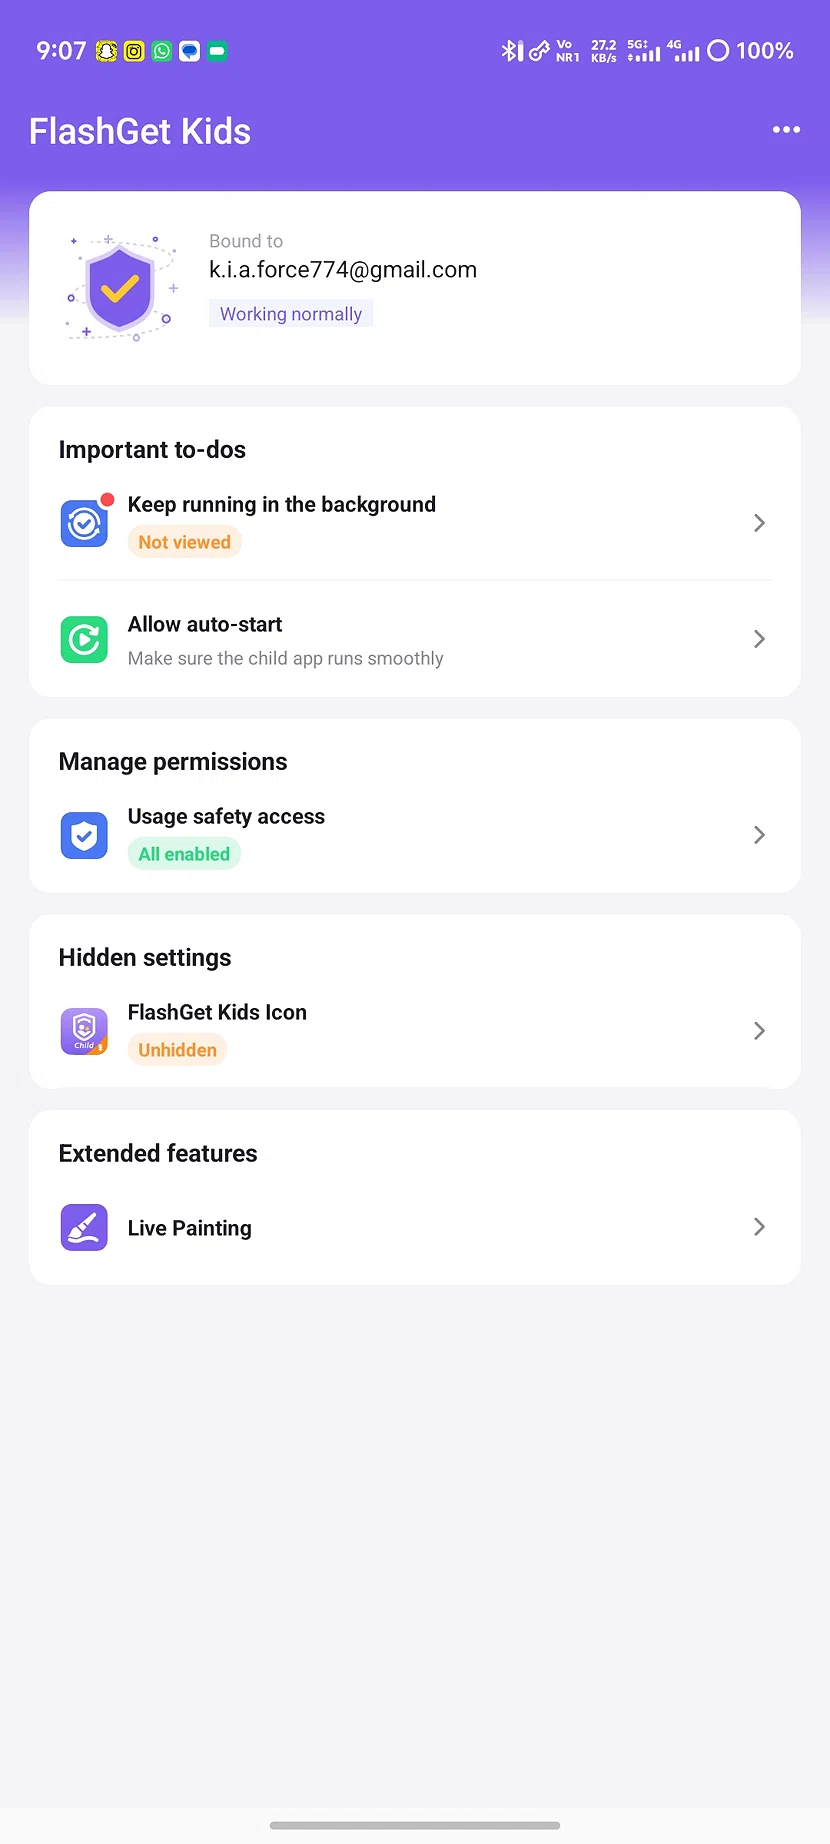 9:07 Vo NR1 27.2 KB/s 5G 4G 100%
FlashGet Kids
Bound to
k.i.a.force774@gmail.com
Working normally
Important to-dos
Keep running in the background
Not viewed
Allow auto-start
Make sure the child app runs smoothly
Manage permissions
Usage safety access
All enabled
Hidden settings
FlashGet Kids Icon
Child
Unhidden
Extended features
Live Painting